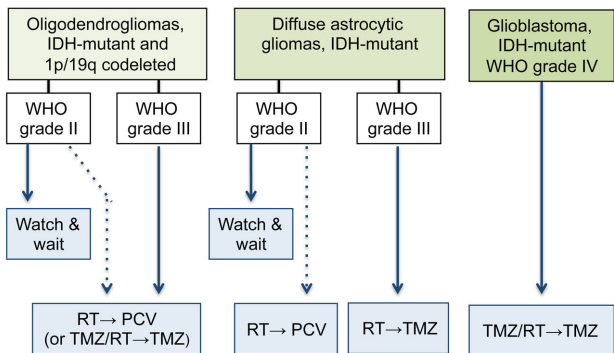 Oligodendrogliomas,
IDH-mutant and
1p/19q codeleted
Diffuse astrocytic
gliomas, IDH-mutant
Glioblastoma,
IDH-mutant
WHO grade IV
WHO
grade II
WHO
grade III
WHO
grade II
WHO
grade III
Watch &
wait
Watch &
wait
RT→ PCV
(or TMZ/RT→TMZ)
RT→ PCV
RT→TMZ
TMZ/RT→TMZ